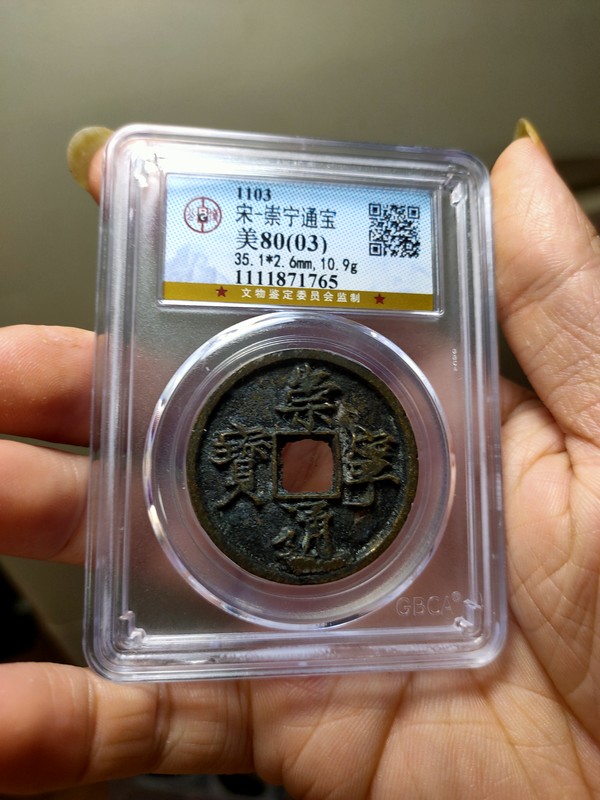 1103
宋-崇宁通宝
美80(03)
35.1*2.6mm,10.9g
1111871765
★ 文物鉴定委员会监制 ★
崇
寶 寧
通
GBCA®